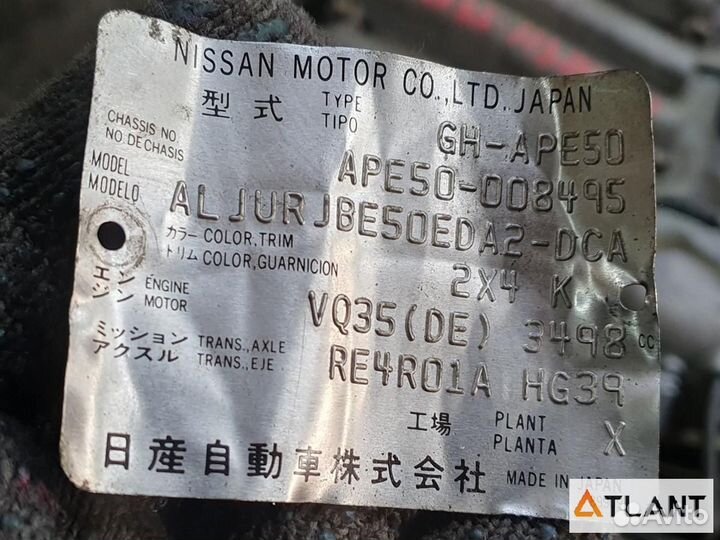 NISSAN MOTOR CO.,LTD.,JAPAN
型式 TYPE TIPO GH-APE50
CHASSIS NO NO. DE CHASIS APE50-008495
MODEL MODELO ALJURJBE50EDA2-DCA
カラー COLOR,TRIM
トリム COLOR,GUARNICION 2X4 K
エン ENGINE
ジン MOTOR VQ35(DE) 3498 CC
ミッション TRANS.,AXLE
アクスル TRANS.,EJE RE4R01A HG39
工場 PLANT PLANTA X
日産自動車株式会社 MADE IN JAPAN
ATLANT
Avito